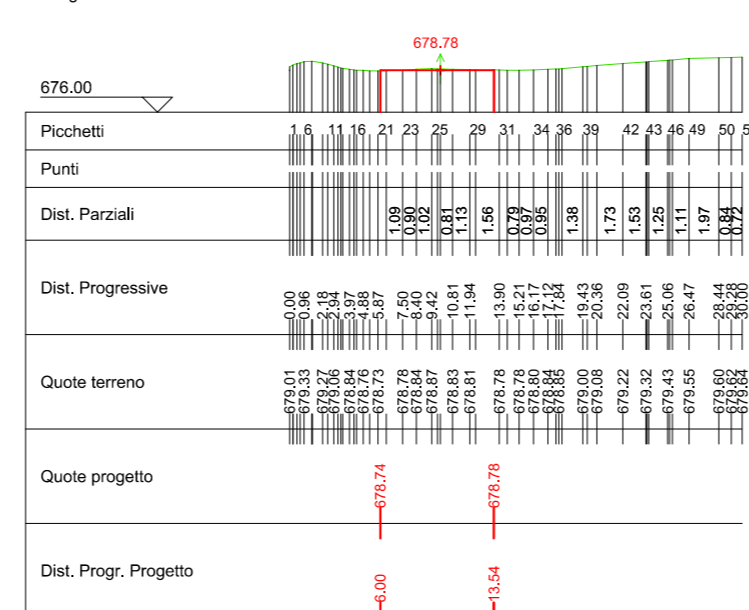 678.78
676.00
Picchetti 1 6 11 16 21 23 25 29 31 34 36 39 42 43 46 49 50 5
Punti
Dist. Parziali 1.09 0.90 1.02 0.81 1.13 1.56 0.79 0.97 0.95 1.38 1.73 1.53 1.25 1.11 1.97 0.84 0.72
Dist. Progressive 0.00 0.96 2.18 2.94 3.97 4.88 5.87 7.50 8.40 9.42 10.81 11.94 13.90 15.21 16.17 17.12 17.84 19.43 20.36 22.09 23.61 25.06 26.47 28.44 29.28 30.00
Quote terreno 679.01 679.33 679.27 679.06 678.84 678.76 678.73 678.78 678.84 678.87 678.83 678.81 678.78 678.78 678.80 678.84 678.85 679.00 679.08 679.22 679.32 679.43 679.55 679.60 679.62 679.64
Quote progetto 678.74 678.78
Dist. Progr. Progetto 6.00 13.54